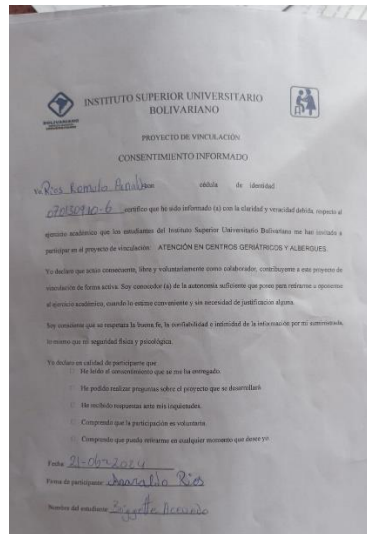 BOLIVARIANO
INSTITUTO SUPERIOR UNIVERSITARIO
BOLIVARIANO
PROYECTO DE VINCULACIÓN
CONSENTIMIENTO INFORMADO
Yo Rios Romulo con cédula de identidad
certifico que he sido informado (a) con la claridad y veracidad debida, respecto al
ejercicio académico que los estudiantes del Instituto Superior Universitario Bolivariano me han invitado a
participar en el proyecto de vinculación: ATENCIÓN EN CENTROS GERIÁTRICOS Y ALBERGUES.
Yo declaro que actúo consciente, libre y voluntariamente como colaborador, contribuyente a este proyecto de
vinculación de forma activa. Soy conocedor (a) de la autonomía suficiente que poseo para retirarme u oponerme
al ejercicio académico, cuando lo estime conveniente y sin necesidad de justificación alguna.
Soy consciente que se respetara la buena fe, la confiabilidad e intimidad de la información por mi suministrada,
lo mismo que mi seguridad física y psicológica.
Yo declaro en calidad de participante que
He leído el consentimiento que se me ha entregado.
He podido realizar preguntas sobre el proyecto que se desarrollará
He recibido respuestas ante mis inquietudes.
Comprendo que la participación es voluntaria.
Comprendo que puedo retirarme en cualquier momento que desee yo
Fecha: 21-2024
Firma de participante: Rios
Nombre del estudiante: